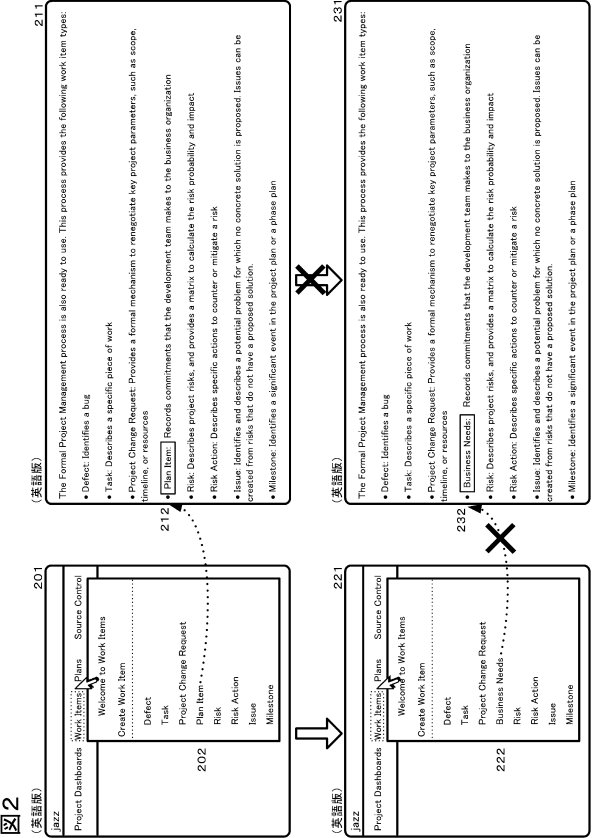 図2
(英語版)
201
jazz
Project Dashboards Work Items Plans Source Control
Welcome to Work Items
Create Work Item
Defect
Task
Project Change Request
Plan Item
Risk
Risk Action
Issue
Milestone
202
(英語版)
211
The Formal Project Management process is also ready to use. This process provides the following work item types:
• Defect: Identifies a bug
• Task: Describes a specific piece of work
• Project Change Request: Provides a formal mechanism to renegotiate key project parameters, such as scope,
timeline, or resources
212
• Plan Item: Records commitments that the development team makes to the business organization
• Risk: Describes project risks, and provides a matrix to calculate the risk probability and impact
• Risk Action: Describes specific actions to counter or mitigate a risk
• Issue: Identifies and describes a potential problem for which no concrete solution is proposed. Issues can be
created from risks that do not have a proposed solution.
• Milestone: Identifies a significant event in the project plan or a phase plan
(英語版)
221
jazz
Project Dashboards Work Items Plans Source Control
Welcome to Work Items
Create Work Item
Defect
Task
Project Change Request
Business Needs
Risk
Risk Action
Issue
Milestone
222
(英語版)
231
The Formal Project Management process is also ready to use. This process provides the following work item types:
• Defect: Identifies a bug
• Task: Describes a specific piece of work
• Project Change Request: Provides a formal mechanism to renegotiate key project parameters, such as scope,
timeline, or resources
232
• Business Needs: Records commitments that the development team makes to the business organization
• Risk: Describes project risks, and provides a matrix to calculate the risk probability and impact
• Risk Action: Describes specific actions to counter or mitigate a risk
• Issue: Identifies and describes a potential problem for which no concrete solution is proposed. Issues can be
created from risks that do not have a proposed solution.
• Milestone: Identifies a significant event in the project plan or a phase plan